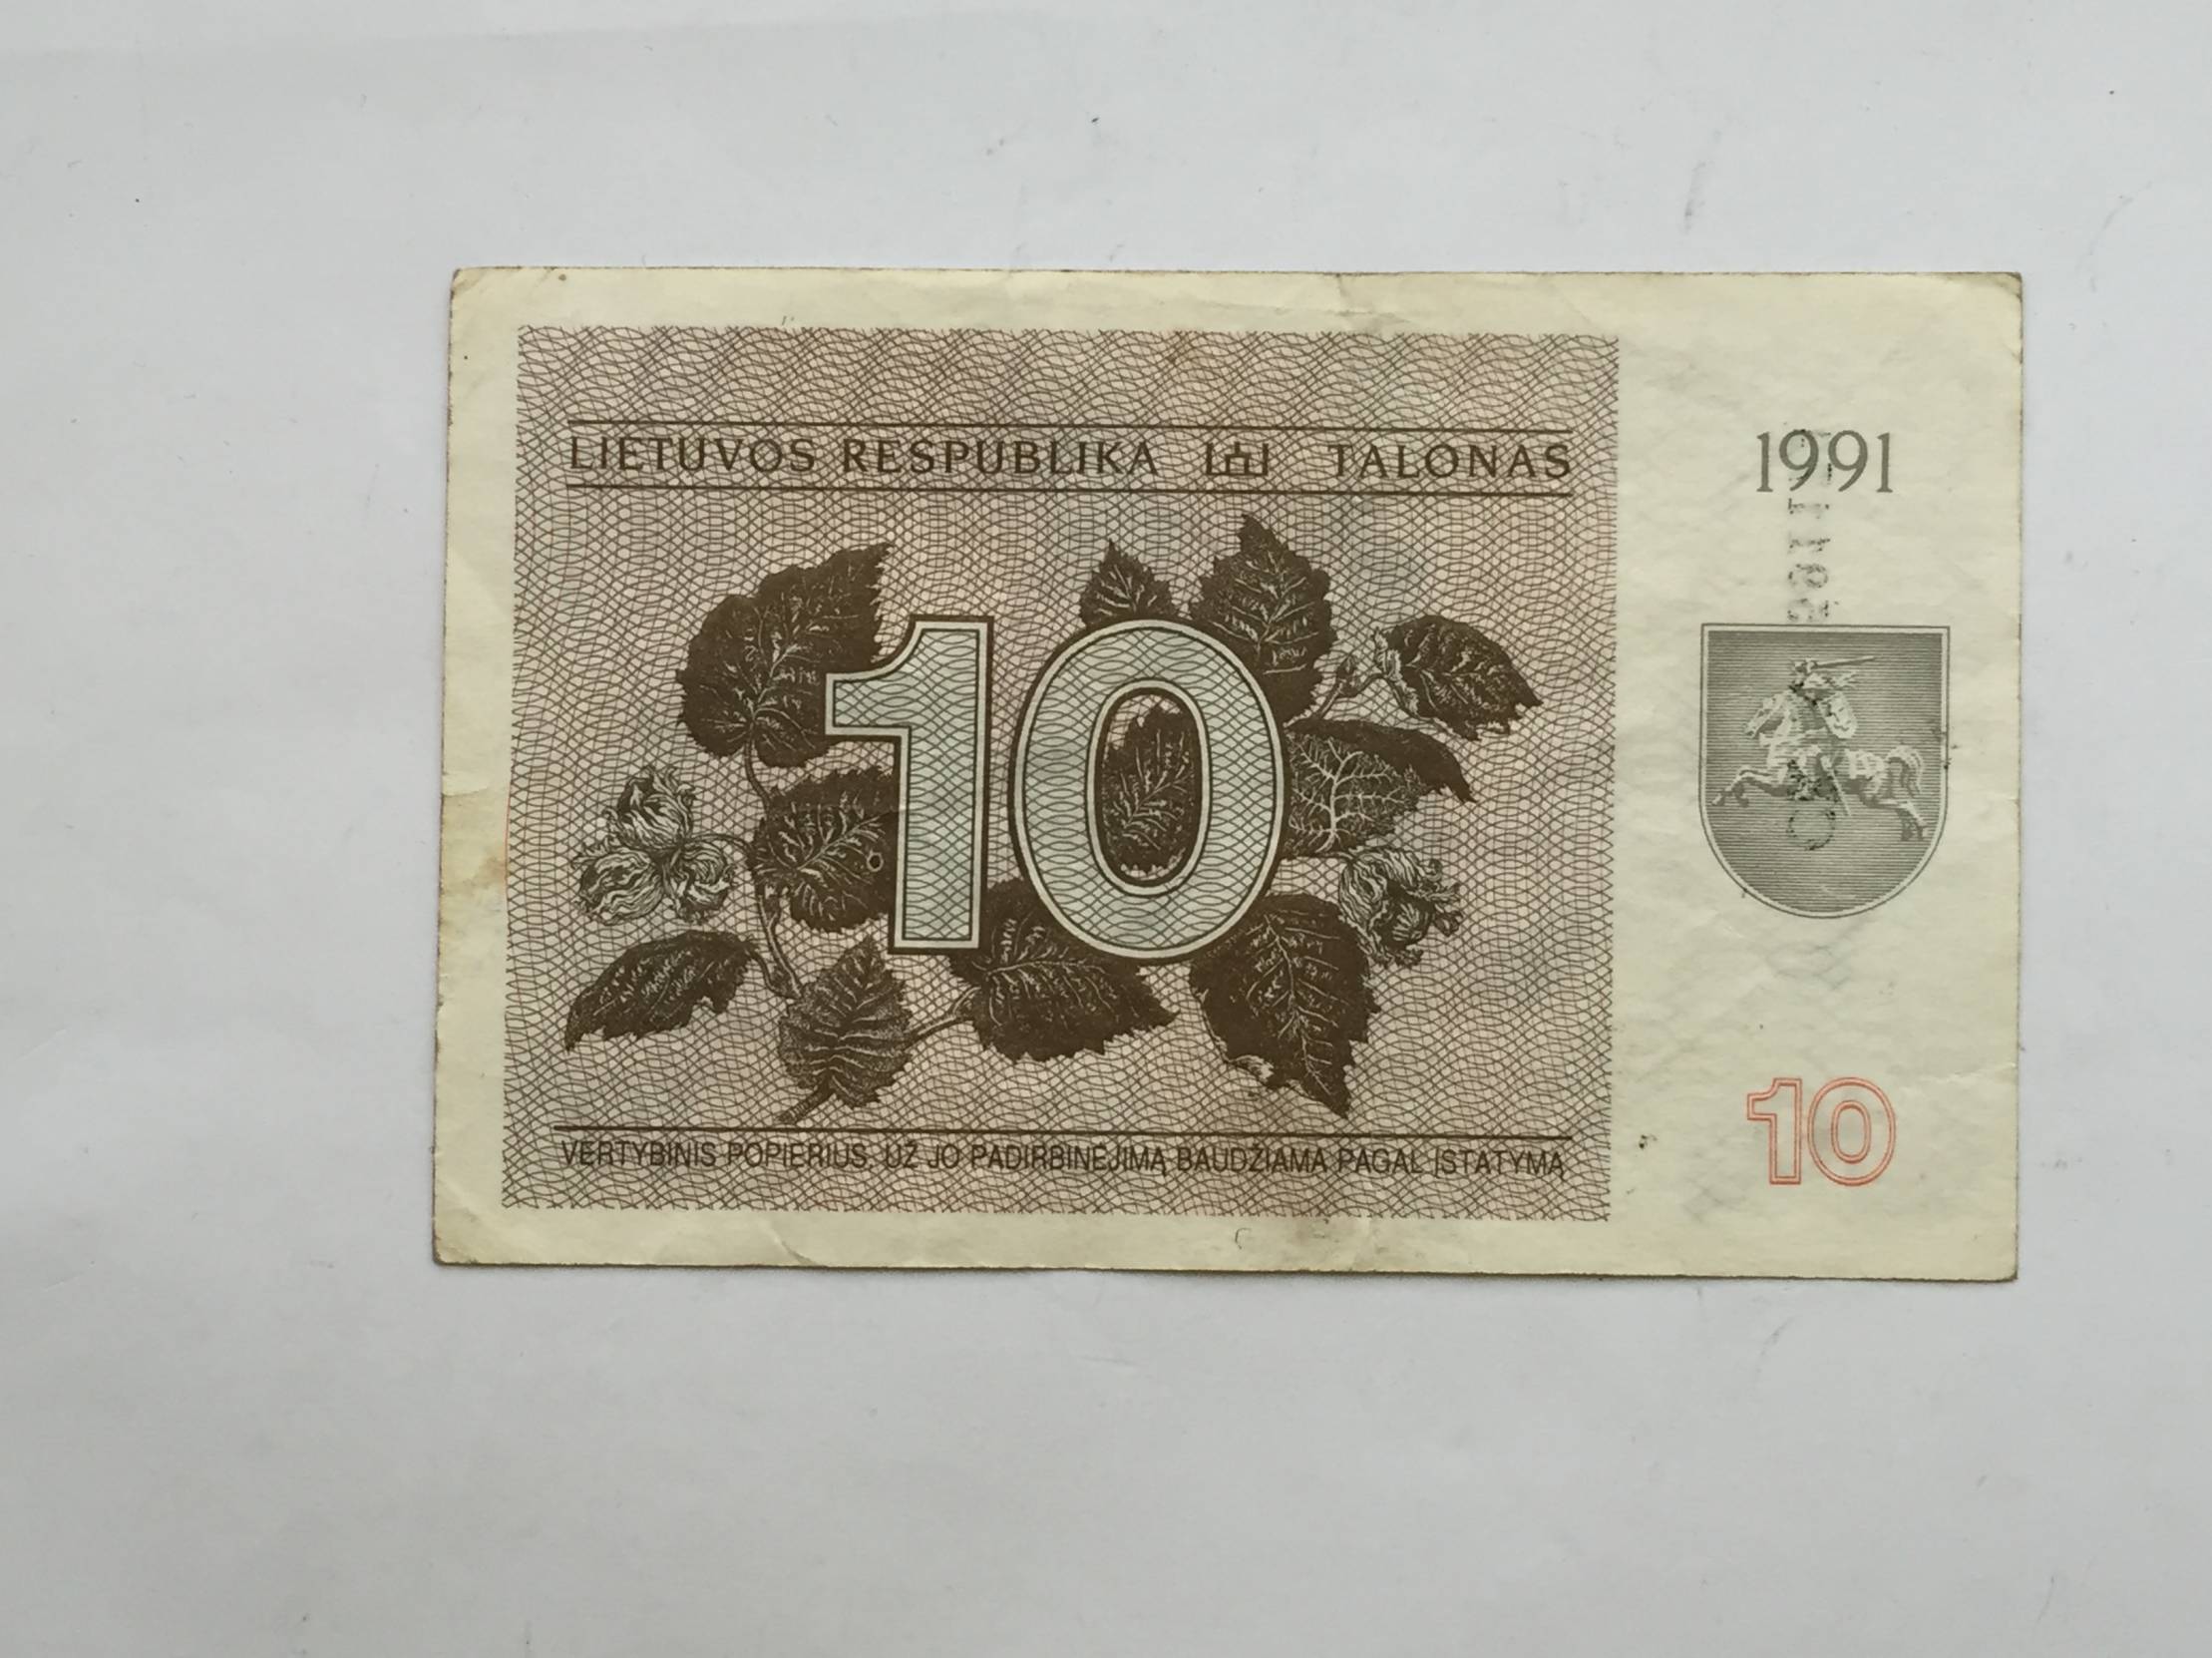 LIETUVOS RESPUBLIKA TALONAS
1991
10
VERTYBINIS POPIERIUS. UŽ JO PADIRBINĖJIMĄ BAUDŽIAMA PAGAL ĮSTATYMĄ
10